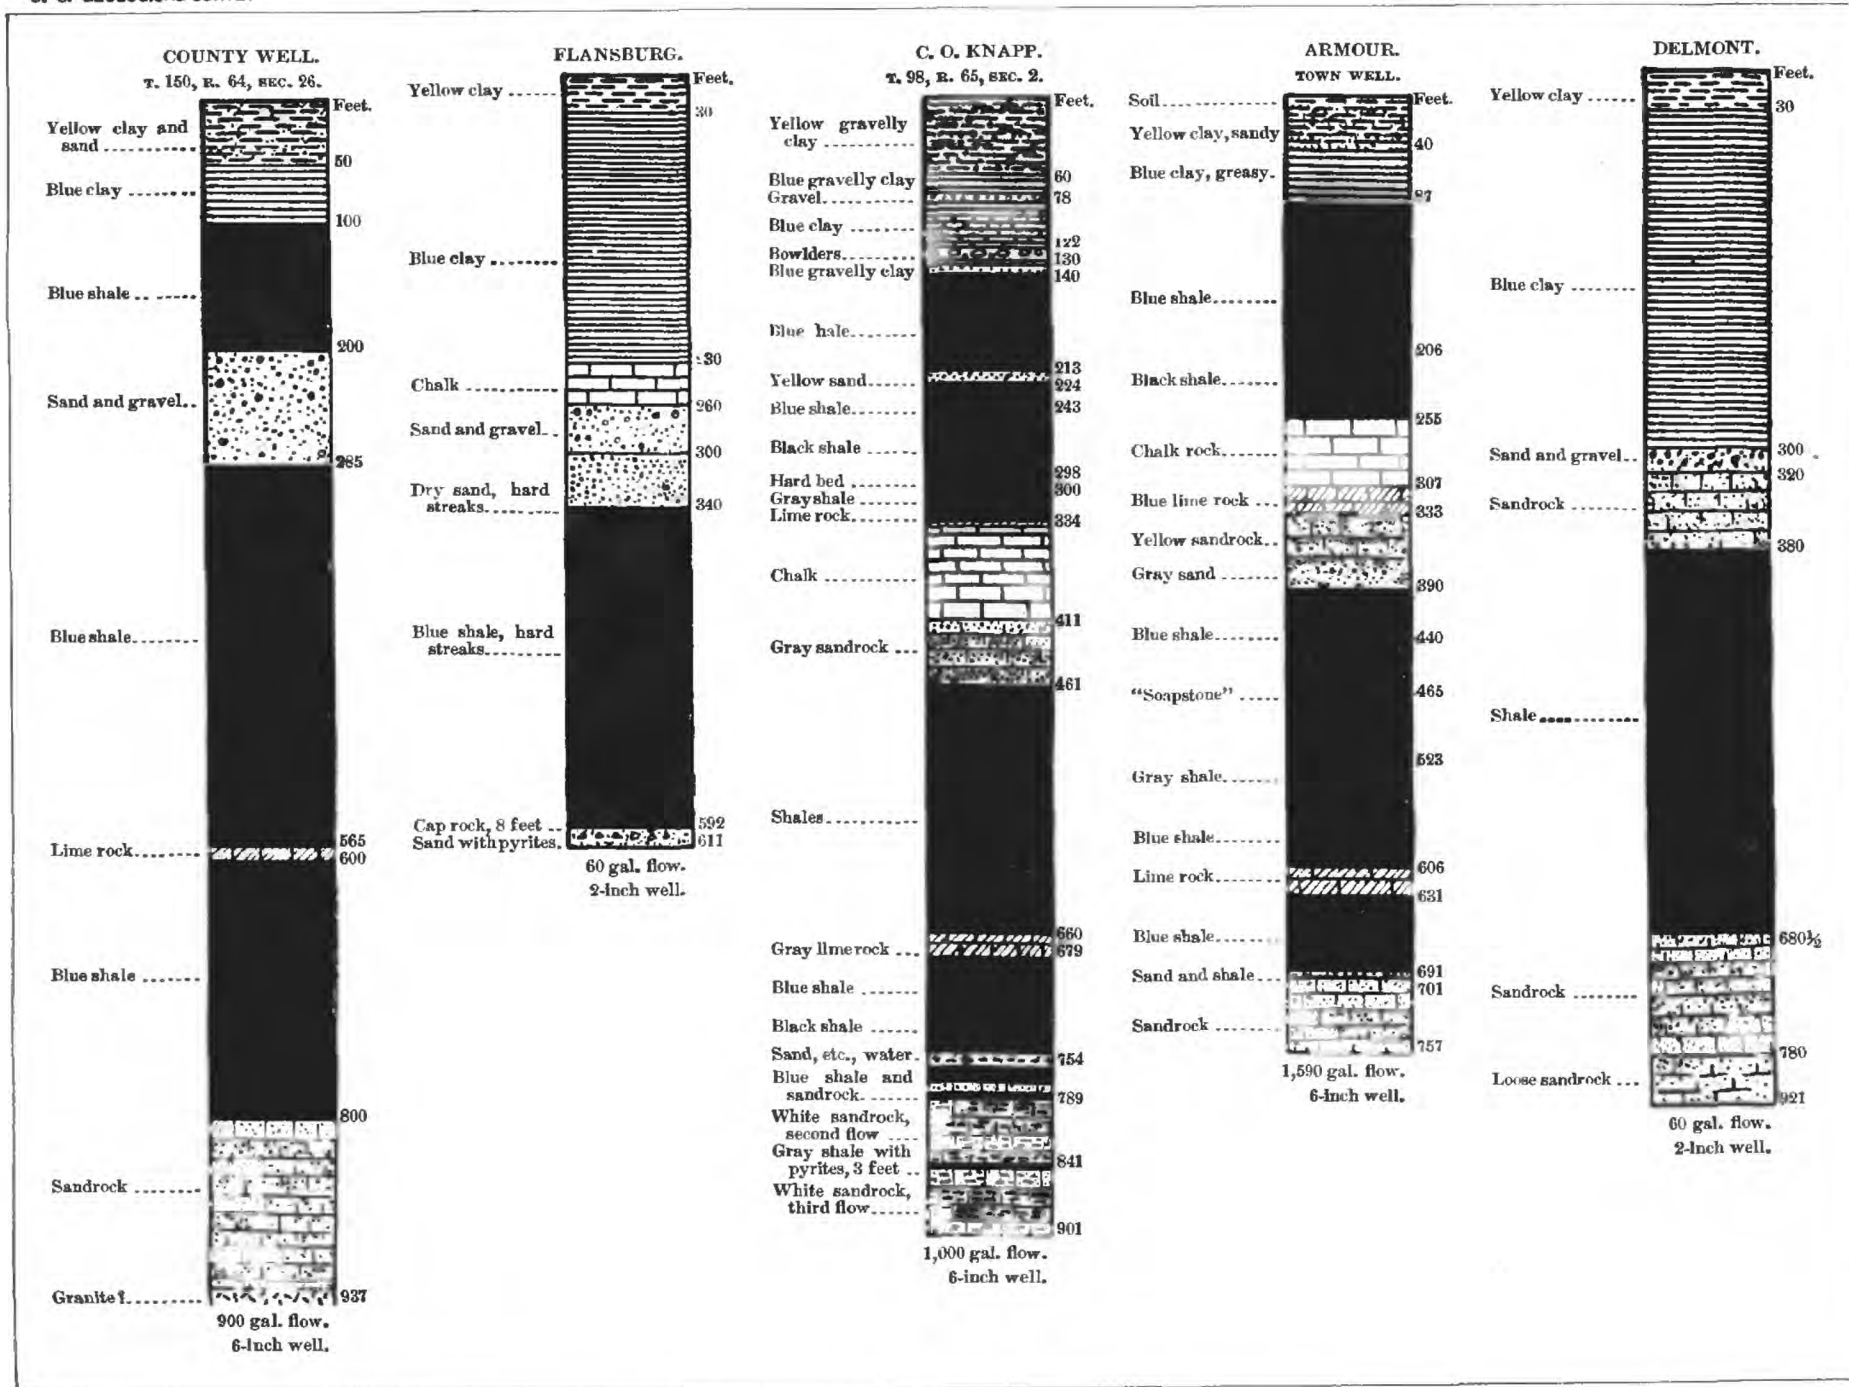 COUNTY WELL.
T. 150, R. 64, SEC. 26.
Feet.
Yellow clay and
sand
50
Blue clay
100
Blue shale
200
Sand and gravel
285
Blue shale
565
Lime rock
600
Blue shale
800
Sandrock
Granite?
937
900 gal. flow.
6-inch well.
FLANSBURG.
Feet.
Yellow clay
30
Blue clay
Chalk
260
Sand and gravel
300
Dry sand, hard
streaks
340
Blue shale, hard
streaks
Cap rock, 8 feet
592
Sand with pyrites.
611
60 gal. flow.
2-inch well.
C. O. KNAPP.
T. 98, R. 65, SEC. 2.
Feet.
Yellow gravelly
clay
60
Blue gravelly clay
Gravel
78
Blue clay
122
Bowlders
130
Blue gravelly clay
140
Blue hale
213
Yellow sand
224
Blue shale
243
Black shale
298
Hard bed
300
Gray shale
Lime rock
334
Chalk
411
Gray sandrock
461
Shales
660
Gray lime rock
679
Blue shale
Black shale
Sand, etc., water
754
Blue shale and
sandrock
789
White sandrock,
second flow
Gray shale with
pyrites, 3 feet
841
White sandrock,
third flow
901
1,000 gal. flow.
6-inch well.
ARMOUR.
TOWN WELL.
Feet.
Soil
Yellow clay, sandy
40
Blue clay, greasy
87
Blue shale
206
Black shale
255
Chalk rock
307
Blue lime rock
333
Yellow sandrock
Gray sand
390
Blue shale
440
"Soapstone"
465
523
Gray shale
Blue shale
606
Lime rock
631
Blue shale
691
Sand and shale
701
Sandrock
757
1,590 gal. flow.
6-inch well.
DELMONT.
Feet.
Yellow clay
30
Blue clay
300
Sand and gravel
320
Sandrock
380
Shale
680½
Sandrock
780
Loose sandrock
921
60 gal. flow.
2-inch well.